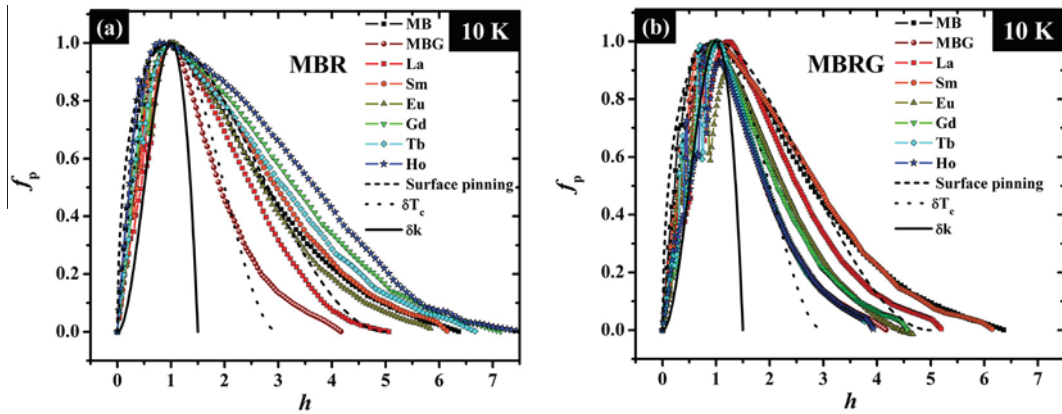 (a)
10 K
MBR
MB
MBG
La
Sm
Eu
Gd
Tb
Ho
Surface pinning
δTc
δk
fp
1.0
0.8
0.6
0.4
0.2
0.0
0 1 2 3 4 5 6 7
h
(b)
10 K
MBRG
MB
MBG
La
Sm
Eu
Gd
Tb
Ho
Surface pinning
δTc
δk
fp
1.0
0.8
0.6
0.4
0.2
0.0
0 1 2 3 4 5 6 7
h